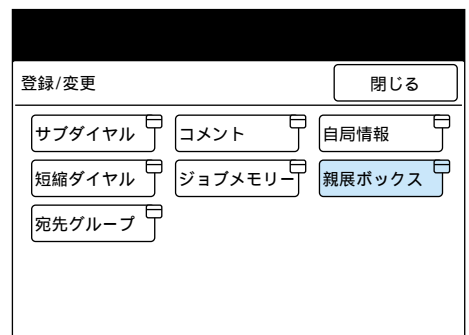 登録/変更 閉じる
サブダイヤル コメント 自局情報
短縮ダイヤル ジョブメモリー 親展ボックス
宛先グループ